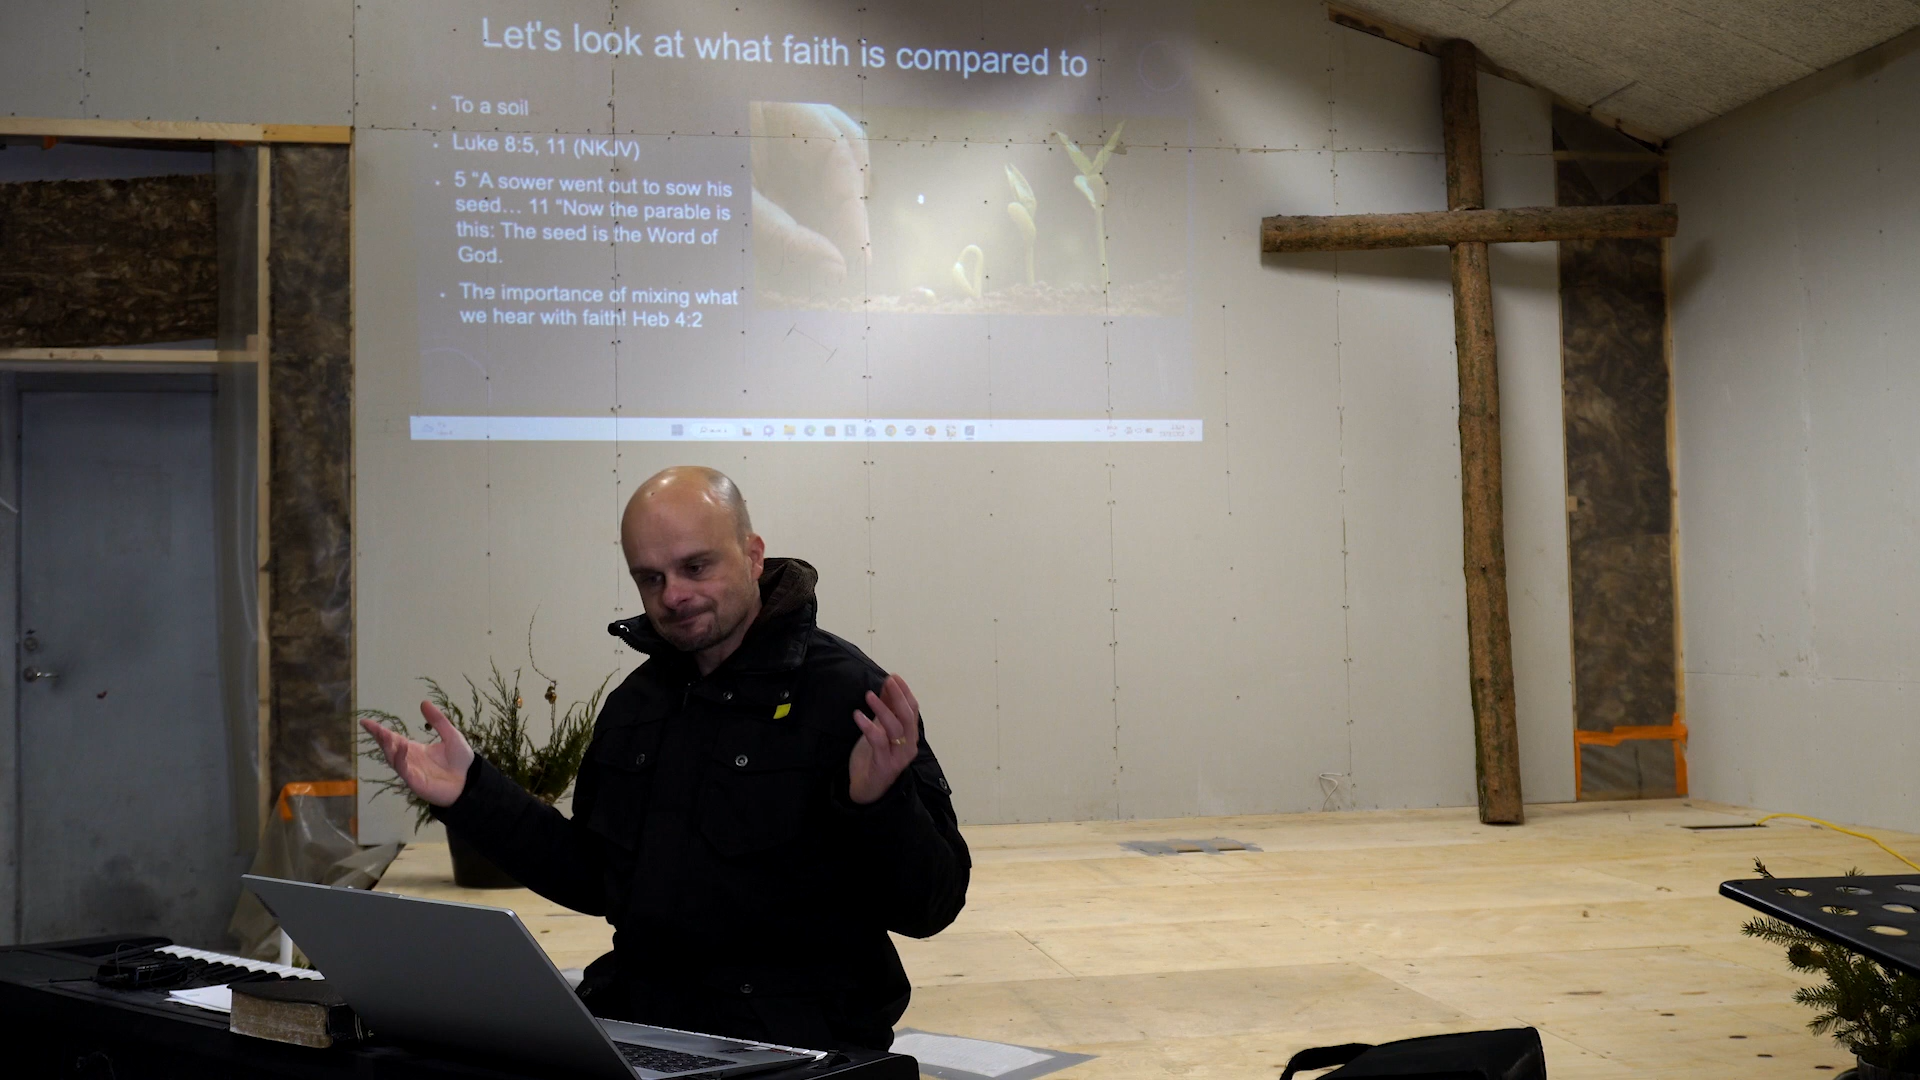 Let's look at what faith is compared to
To a soil
Luke 8:5, 11 (NKJV)
5 "A sower went out to sow his
seed... 11 "Now the parable is
this: The seed is the Word of
God.
The importance of mixing what
we hear with faith! Heb 4:2